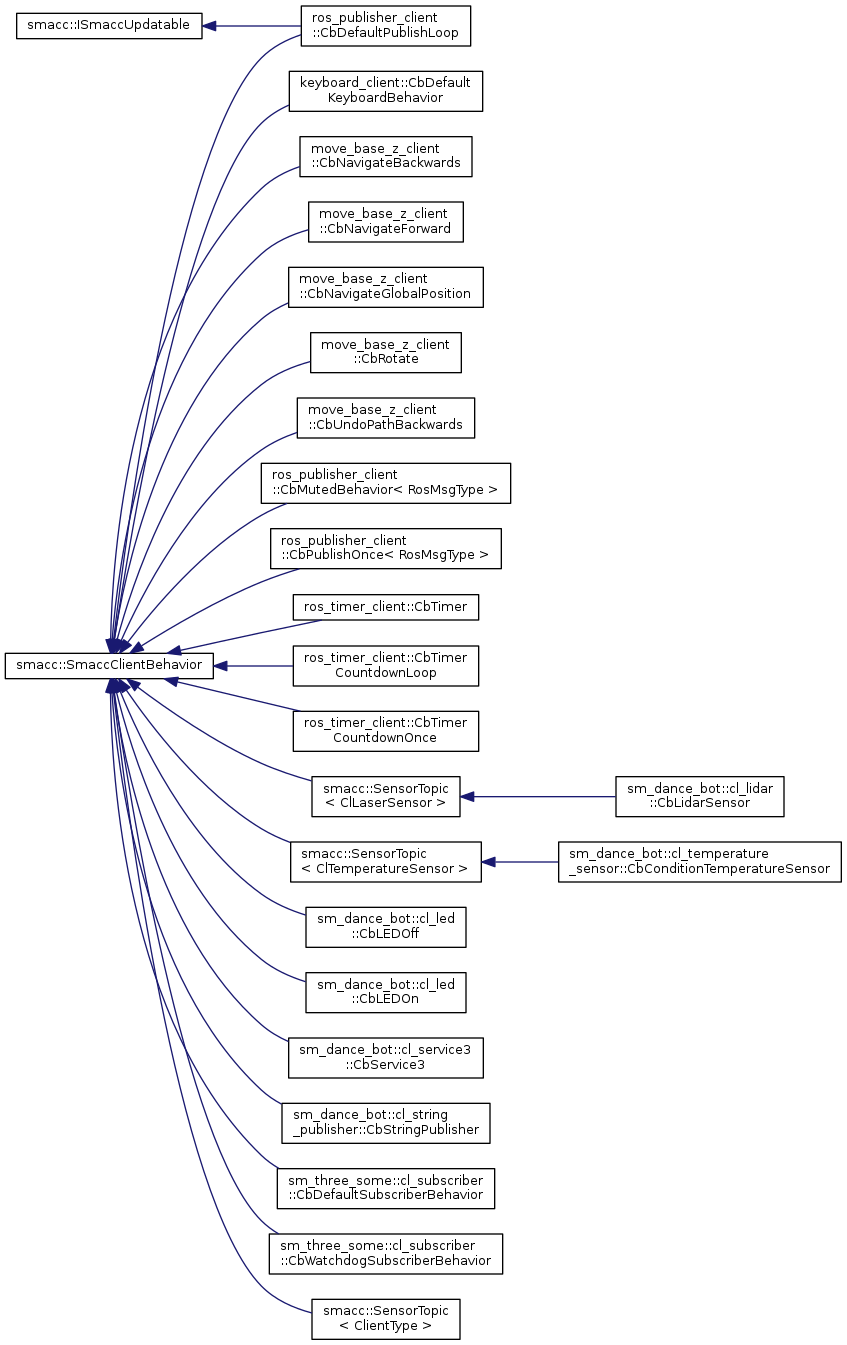 smacc::ISmaccUpdatable
ros_publisher_client
::CbDefaultPublishLoop
keyboard_client::CbDefault
KeyboardBehavior
move_base_z_client
::CbNavigateBackwards
move_base_z_client
::CbNavigateForward
move_base_z_client
::CbNavigateGlobalPosition
move_base_z_client
::CbRotate
move_base_z_client
::CbUndoPathBackwards
ros_publisher_client
::CbMutedBehavior< RosMsgType >
ros_publisher_client
::CbPublishOnce< RosMsgType >
ros_timer_client::CbTimer
smacc::SmaccClientBehavior
ros_timer_client::CbTimer
CountdownLoop
ros_timer_client::CbTimer
CountdownOnce
smacc::SensorTopic
< ClLaserSensor >
sm_dance_bot::cl_lidar
::CbLidarSensor
smacc::SensorTopic
< ClTemperatureSensor >
sm_dance_bot::cl_temperature
_sensor::CbConditionTemperatureSensor
sm_dance_bot::cl_led
::CbLEDOff
sm_dance_bot::cl_led
::CbLEDOn
sm_dance_bot::cl_service3
::CbService3
sm_dance_bot::cl_string
_publisher::CbStringPublisher
sm_three_some::cl_subscriber
::CbDefaultSubscriberBehavior
sm_three_some::cl_subscriber
::CbWatchdogSubscriberBehavior
smacc::SensorTopic
< ClientType >